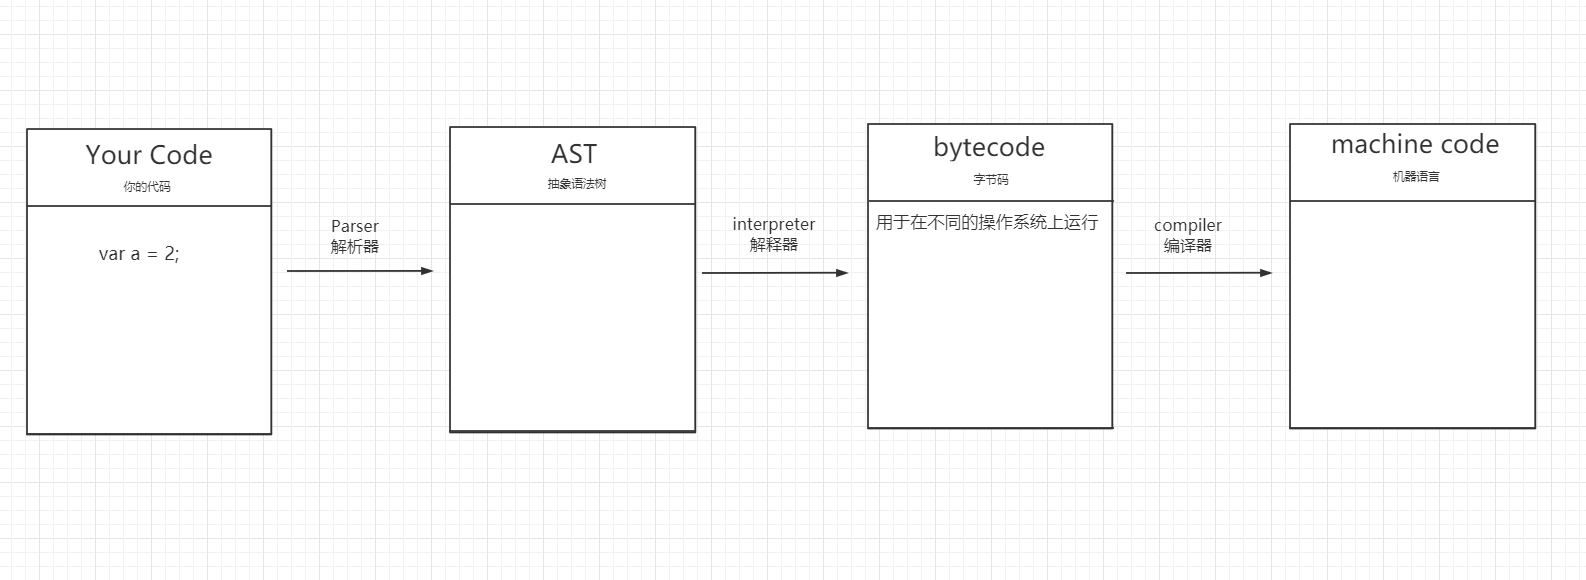 Your Code
你的代码
var a = 2;
Parser
解析器
AST
抽象语法树
interpreter
解释器
bytecode
字节码
用于在不同的操作系统上运行
compiler
编译器
machine code
机器语言